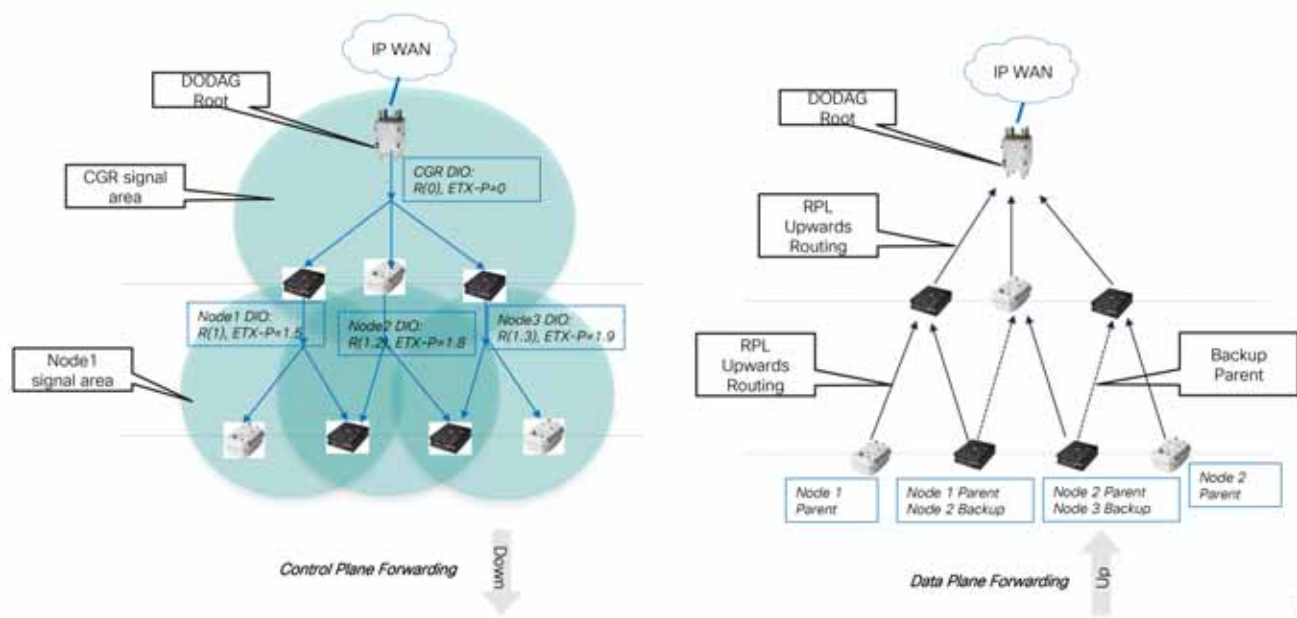 IP WAN
DODAG
Root
CGR signal
area
CGR DIO:
R(0), ETX-P=0
Node1 DIO:
R(1), ETX-P=1.5
Node2 DIO:
R(1.2), ETX-P=1.8
Node3 DIO:
R(1.3), ETX-P=1.9
Node1
signal area
Control Plane Forwarding
Down
IP WAN
DODAG
Root
RPL
Upwards
Routing
RPL
Upwards
Routing
Backup
Parent
Node 1
Parent
Node 1 Parent
Node 2 Backup
Node 2 Parent
Node 3 Backup
Node 2
Parent
Data Plane Forwarding
Up